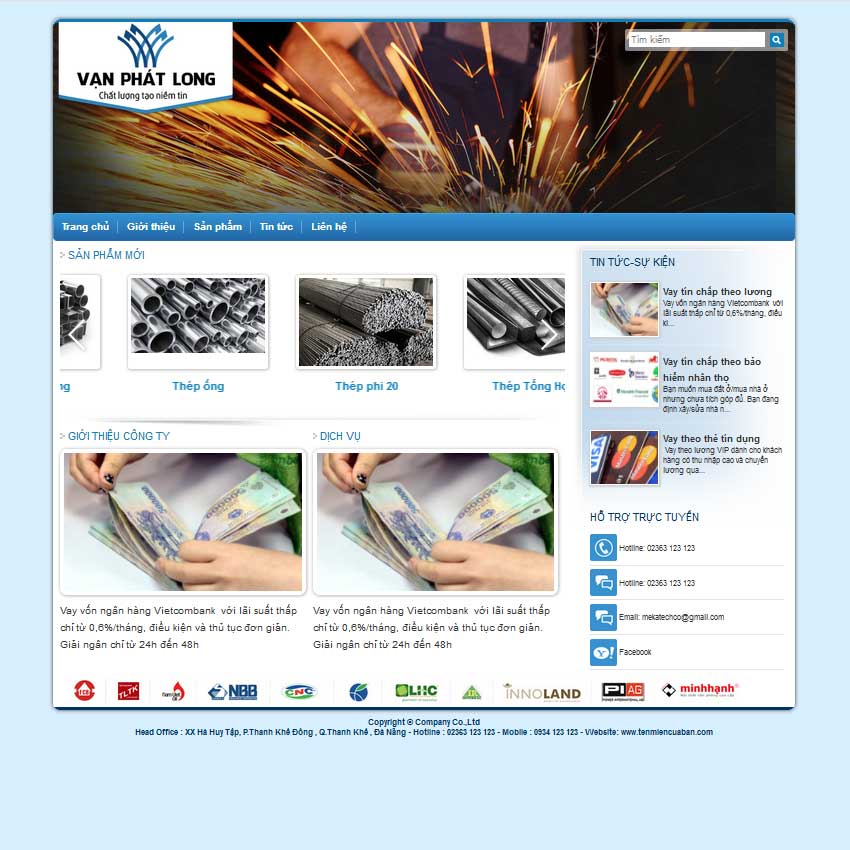 VẠN PHÁT LONG
Chất lượng tạo niềm tin
Tìm kiếm
Trang chủ
Giới thiệu
Sản phẩm
Tin tức
Liên hệ
SẢN PHẨM MỚI
ng
Thép ống
Thép phi 20
Thép Tổng Hợ
GIỚI THIỆU CÔNG TY
Vay vốn ngân hàng Vietcombank với lãi suất thấp
chỉ từ 0,6%/tháng, điều kiện và thủ tục đơn giản.
Giải ngân chỉ từ 24h đến 48h
DỊCH VỤ
Vay vốn ngân hàng Vietcombank với lãi suất thấp
chỉ từ 0,6%/tháng, điều kiện và thủ tục đơn giản.
Giải ngân chỉ từ 24h đến 48h
TIN TỨC-SỰ KIỆN
Vay tín chấp theo lương
Vay vốn ngân hàng Vietcombank với
lãi suất thấp chỉ từ 0,6%/tháng, điều
ki...
Vay tín chấp theo bảo
hiểm nhân thọ
Bạn muốn mua đất ở/mua nhà ở
nhưng chưa tích góp đủ. Bạn đang
định xây/sửa nhà n...
VISA
MasterCard
Vay theo thẻ tín dụng
Vay theo lương VIP dành cho khách
hàng có thu nhập cao và chuyển
lương qua...
HỖ TRỢ TRỰC TUYẾN
Hotline: 02363 123 123
Hotline: 02363 123 123
Email: mekatechco@gmail.com
Facebook
TLTK
NBB
CNC
LHC
INNOLAND
PI AG
minhhạnh
Copyright © Company Co.,Ltd
Head Office : XX Hà Huy Tập, P.Thanh Khê Đông , Q.Thanh Khê , Đà Nẵng - Hotline : 02363 123 123 - Mobile : 0934 123 123 - Website: www.tenmiencuaban.com